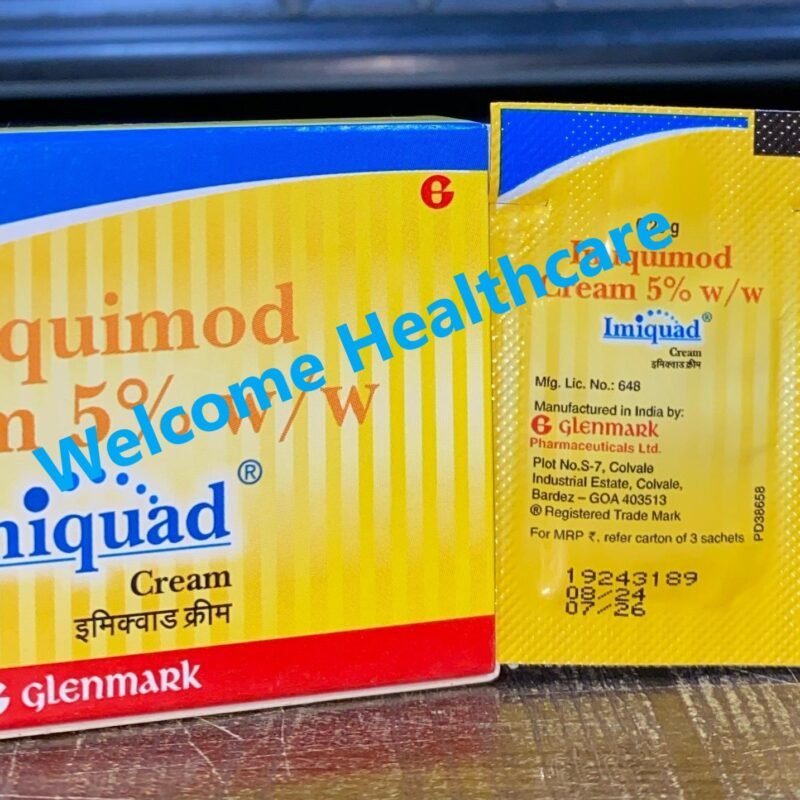 quimod
5% w/w
iquad®
Cream
इमिक्वाड क्रीम
G glenmark
Welcome Healthcare
Imiquimod
Cream 5% w/w
Imiquad®
Cream
इमिक्वाड क्रीम
Mfg. Lic. No.: 648
Manufactured in India by:
G glenmark
Pharmaceuticals Ltd.
Plot No.S-7, Colvale
Industrial Estate, Colvale,
Bardez – GOA 403513
® Registered Trade Mark
For MRP ₹. refer carton of 3 sachets
PD38658
19243189
08-24
07-26